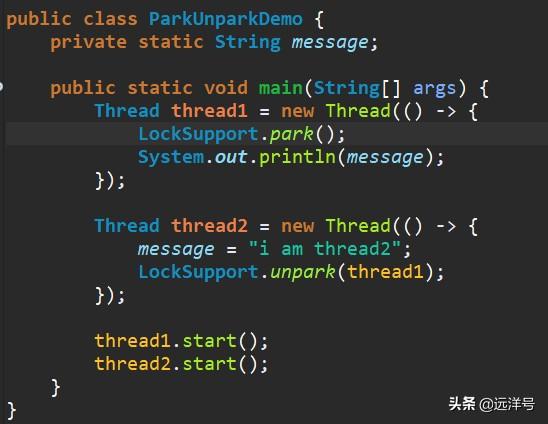 public class ParkUnparkDemo {
    private static String message;

    public static void main(String[] args) {
        Thread thread1 = new Thread(() -> {
            LockSupport.park();
            System.out.println(message);
        });

        Thread thread2 = new Thread(() -> {
            message = "i am thread2";
            LockSupport.unpark(thread1);
        });

        thread1.start();
        thread2.start();
    }
}
头条 @远洋号